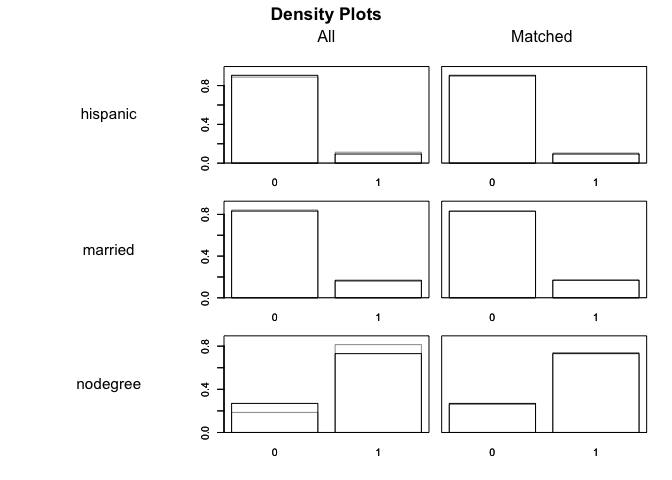 Density Plots
All Matched
hispanic
0.0 0.4 0.8
0 1 0 1
married
0.0 0.4 0.8
0 1 0 1
nodegree
0.0 0.4 0.8
0 1 0 1